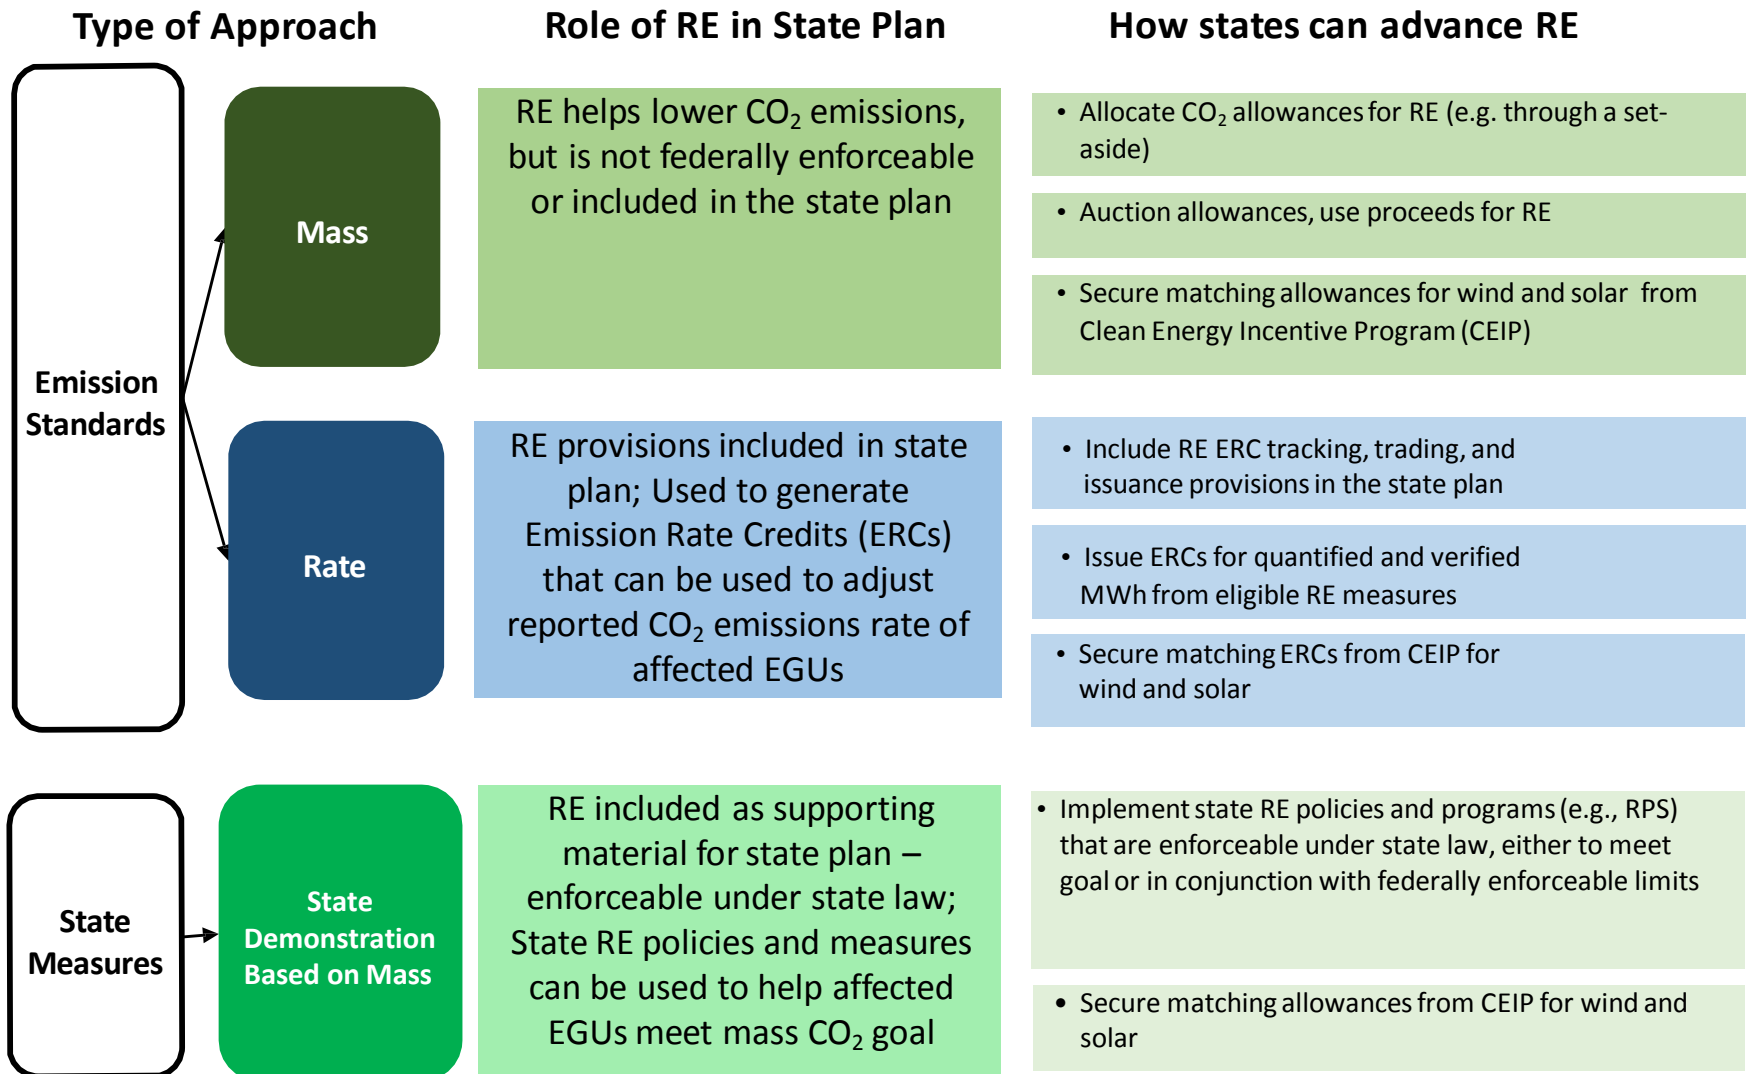 Type of Approach
Role of RE in State Plan
How states can advance RE
Emission
Standards
Mass
RE helps lower CO₂ emissions,
but is not federally enforceable
or included in the state plan
• Allocate CO₂ allowances for RE (e.g. through a set-
aside)
• Auction allowances, use proceeds for RE
• Secure matching allowances for wind and solar from
Clean Energy Incentive Program (CEIP)
Rate
RE provisions included in state
plan; Used to generate
Emission Rate Credits (ERCs)
that can be used to adjust
reported CO₂ emissions rate of
affected EGUs
• Include RE ERC tracking, trading, and
issuance provisions in the state plan
• Issue ERCs for quantified and verified
MWh from eligible RE measures
• Secure matching ERCs from CEIP for
wind and solar
State
Measures
State
Demonstration
Based on Mass
RE included as supporting
material for state plan –
enforceable under state law;
State RE policies and measures
can be used to help affected
EGUs meet mass CO₂ goal
• Implement state RE policies and programs (e.g., RPS)
that are enforceable under state law, either to meet
goal or in conjunction with federally enforceable limits
• Secure matching allowances from CEIP for wind and
solar